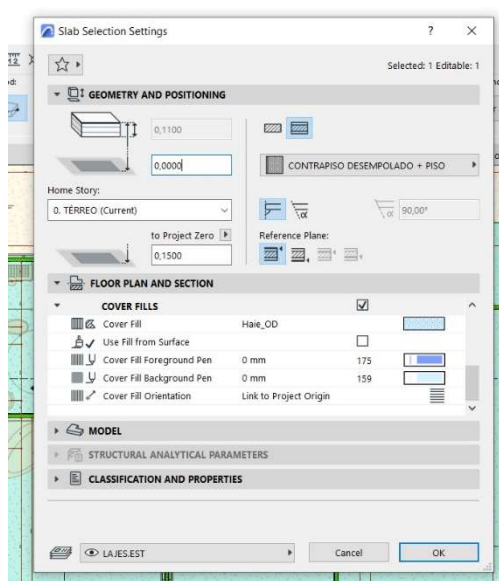 Slab Selection Settings
? ×
Selected: 1 Editable: 1
GEOMETRY AND POSITIONING
0,1100
0,0000
CONTRAPISO DESEMPOLADO + PISO
Home Story:
0. TÉRREO (Current)
α α 90,00°
to Project Zero
Reference Plane:
0,1500
FLOOR PLAN AND SECTION
COVER FILLS
Cover Fill Haie_OD
Use Fill from Surface
Cover Fill Foreground Pen 0 mm 175
Cover Fill Background Pen 0 mm 159
Cover Fill Orientation Link to Project Origin
MODEL
STRUCTURAL ANALYTICAL PARAMETERS
CLASSIFICATION AND PROPERTIES
LAJES.EST
Cancel
OK